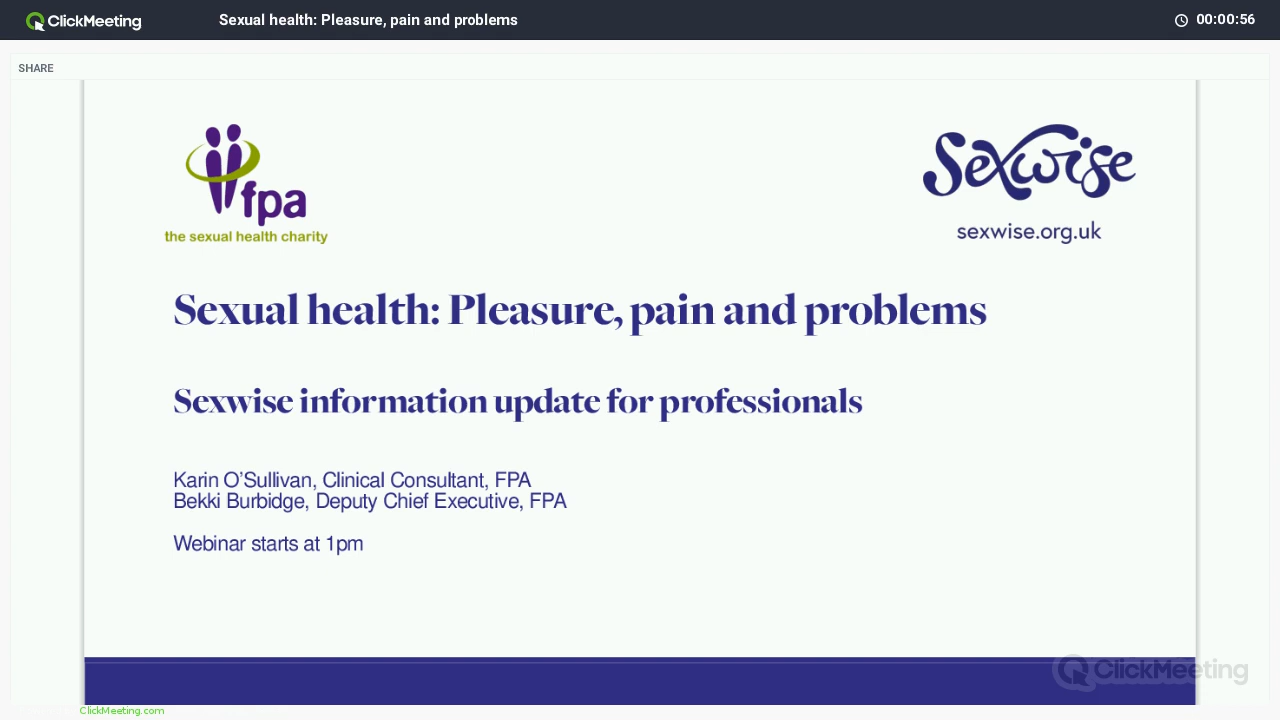 ClickMeeting
Sexual health: Pleasure, pain and problems
00:00:56
SHARE
fpa
the sexual health charity
Sexwise
sexwise.org.uk
Sexual health: Pleasure, pain and problems
Sexwise information update for professionals
Karin O’Sullivan, Clinical Consultant, FPA
Bekki Burbidge, Deputy Chief Executive, FPA
Webinar starts at 1pm
ClickMeeting
ClickMeeting.com